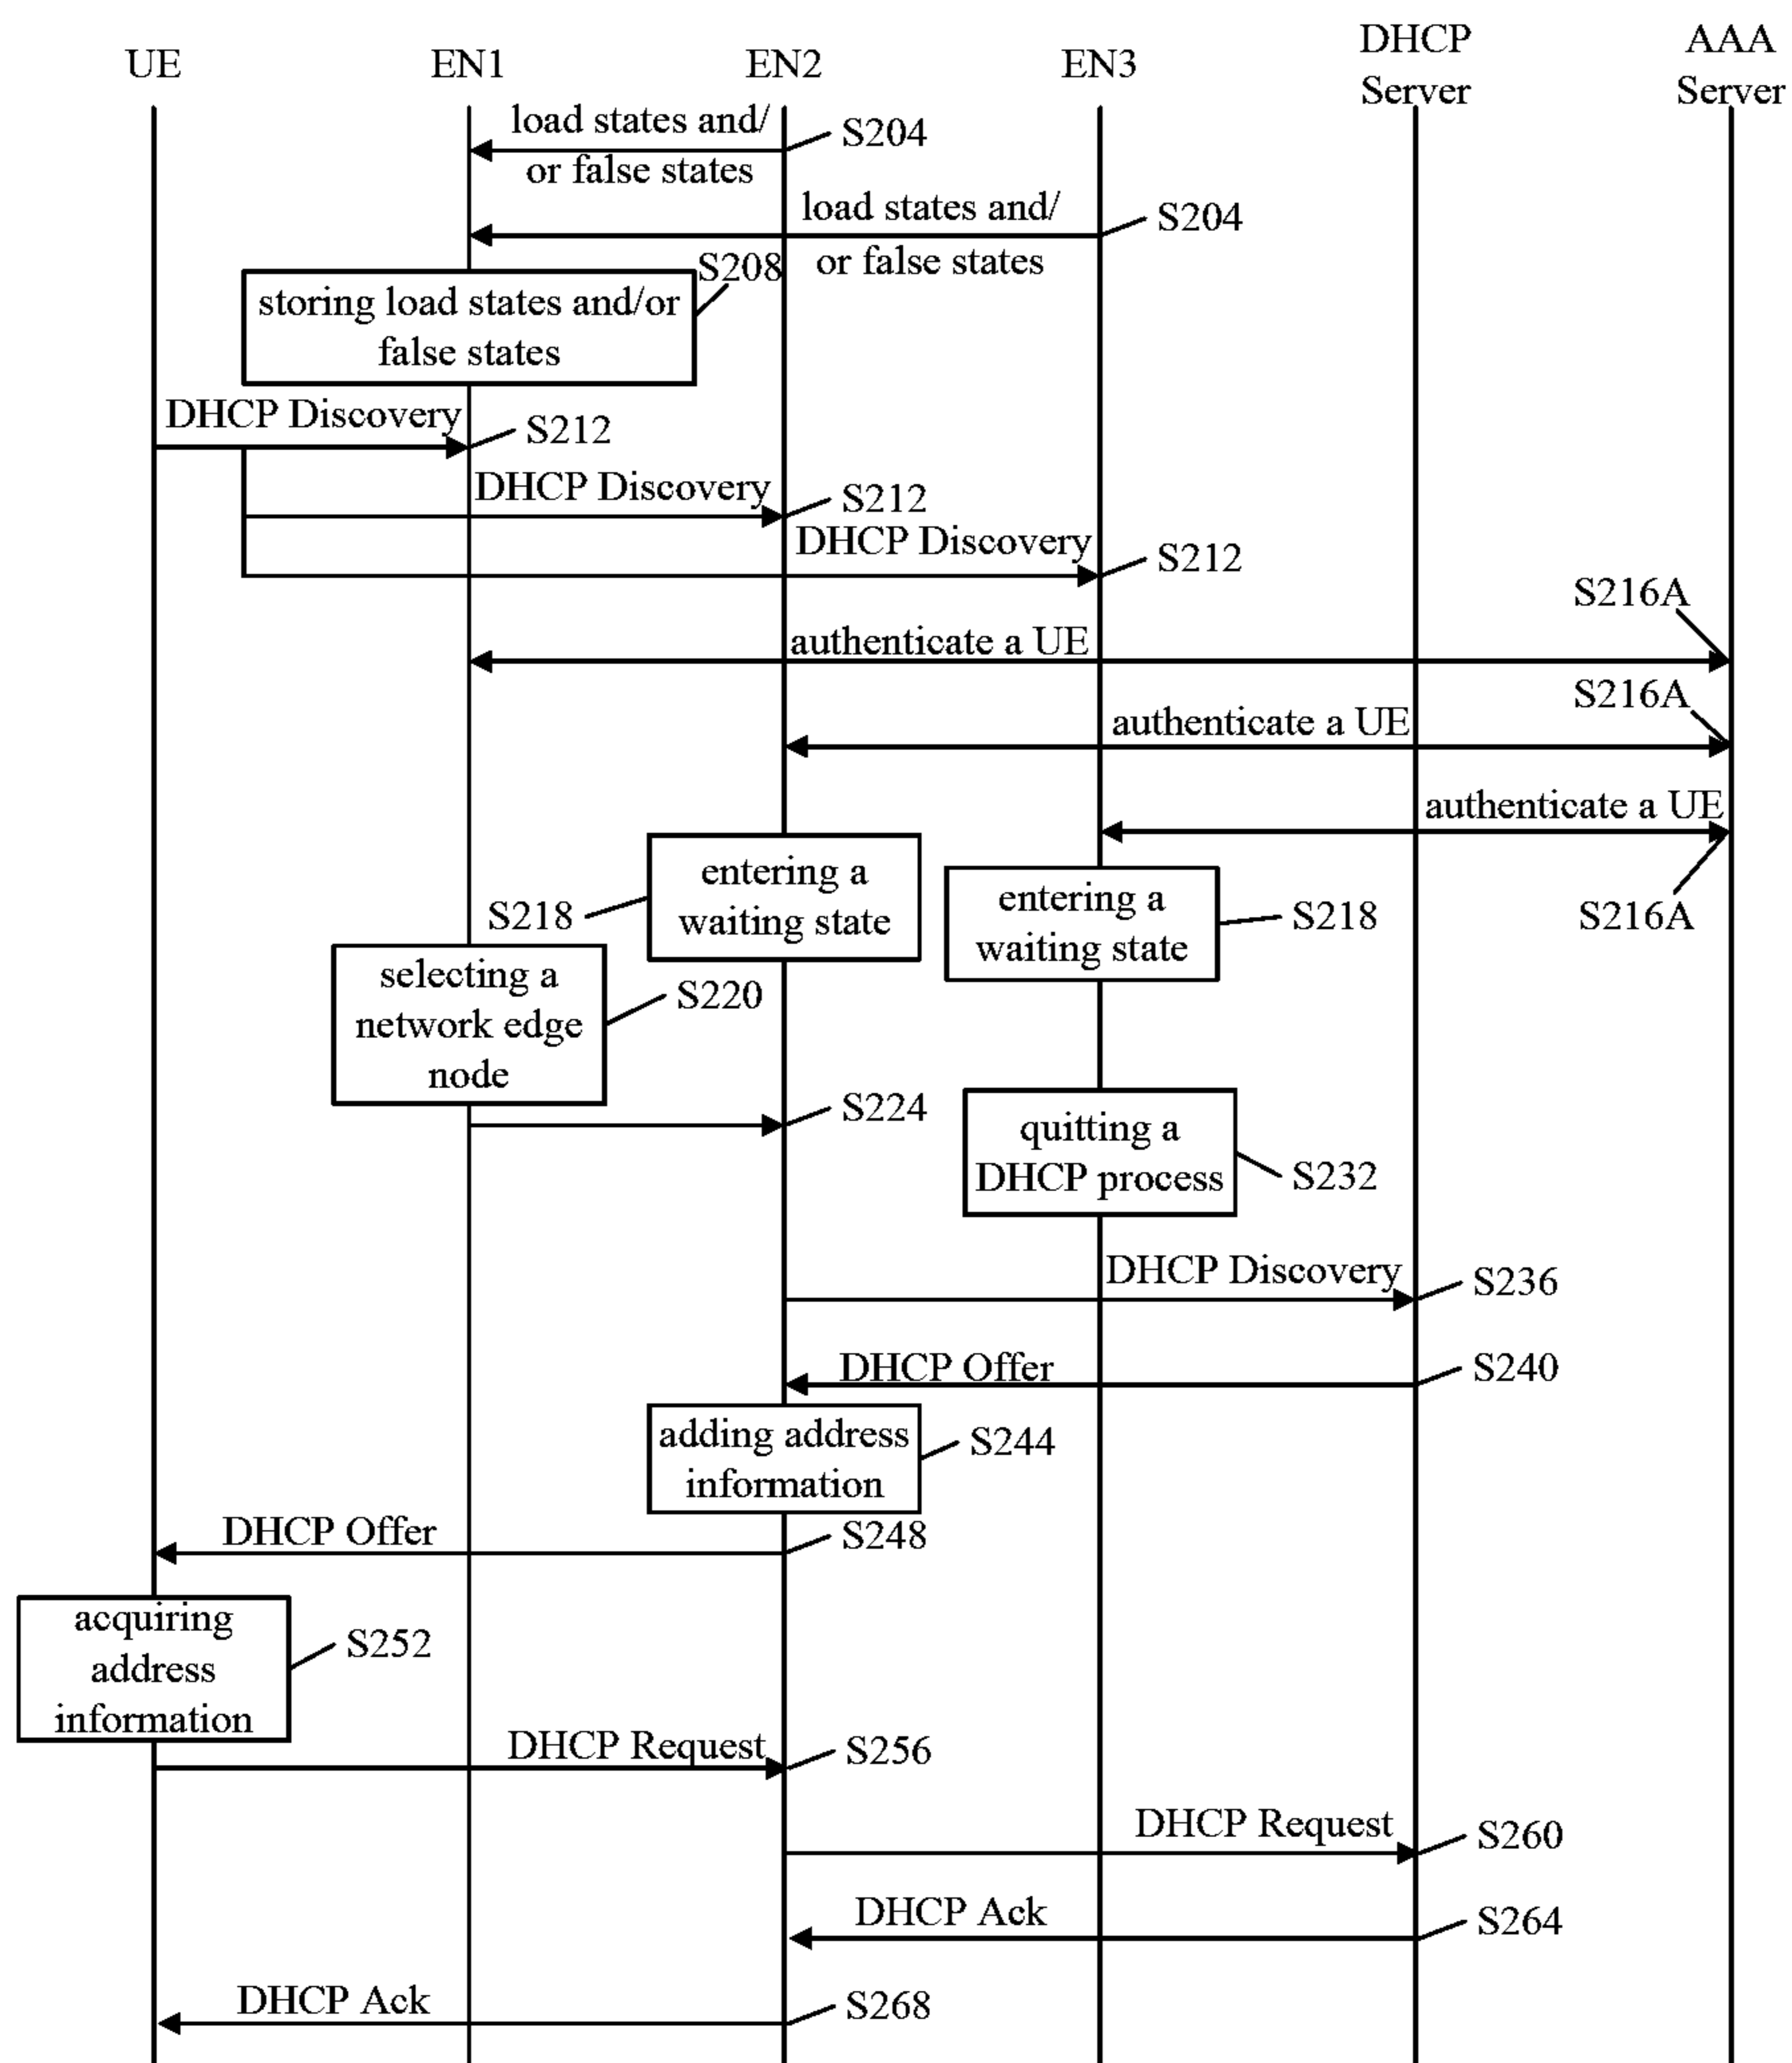 UE
EN1
EN2
EN3
DHCP
Server
AAA
Server
load states and/
or false states
S204
load states and/
or false states
S204
S208
storing load states and/or
false states
DHCP Discovery
S212
DHCP Discovery
S212
DHCP Discovery
S212
S216A
authenticate a UE
S216A
authenticate a UE
authenticate a UE
S216A
entering a
waiting state
S218
entering a
waiting state
S218
selecting a
network edge
node
S220
S224
quitting a
DHCP process
S232
DHCP Discovery
S236
DHCP Offer
S240
adding address
information
S244
DHCP Offer
S248
acquiring
address
information
S252
DHCP Request
S256
DHCP Request
S260
DHCP Ack
S264
DHCP Ack
S268